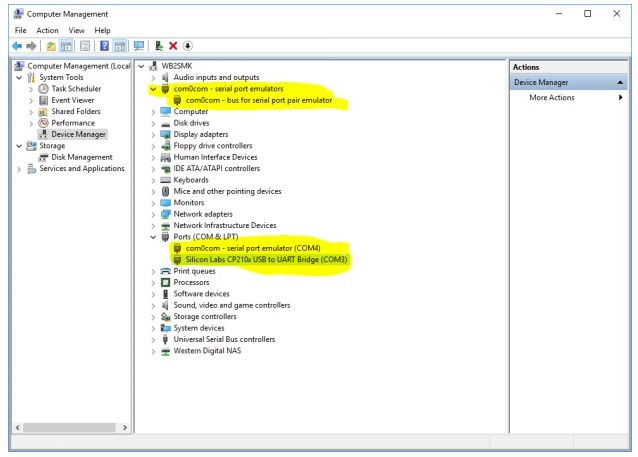 Computer Management
File Action View Help
Computer Management (Local
System Tools
Task Scheduler
Event Viewer
Shared Folders
Performance
Device Manager
Storage
Disk Management
Services and Applications
WB2SMK
Audio inputs and outputs
com0com - serial port emulators
com0com - bus for serial port pair emulator
Computer
Disk drives
Display adapters
Floppy drive controllers
Human Interface Devices
IDE ATA/ATAPI controllers
Keyboards
Mice and other pointing devices
Monitors
Network adapters
Network Infrastructure Devices
Ports (COM & LPT)
com0com - serial port emulator (COM4)
Silicon Labs CP210x USB to UART Bridge (COM3)
Print queues
Processors
Software devices
Sound, video and game controllers
Storage controllers
System devices
Universal Serial Bus controllers
Western Digital NAS
Actions
Device Manager
More Actions